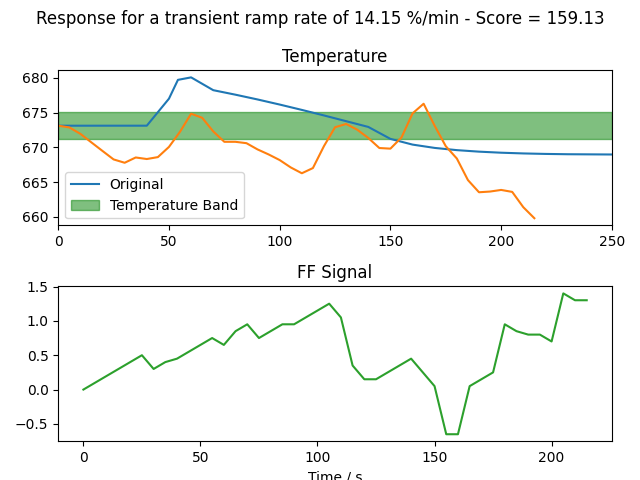 Response for a transient ramp rate of 14.15 %/min - Score = 159.13
Temperature
680
675
670
665
660
Original
Temperature Band
0 50 100 150 200 250
FF Signal
1.5
1.0
0.5
0.0
−0.5
0 50 100 150 200
Time / s